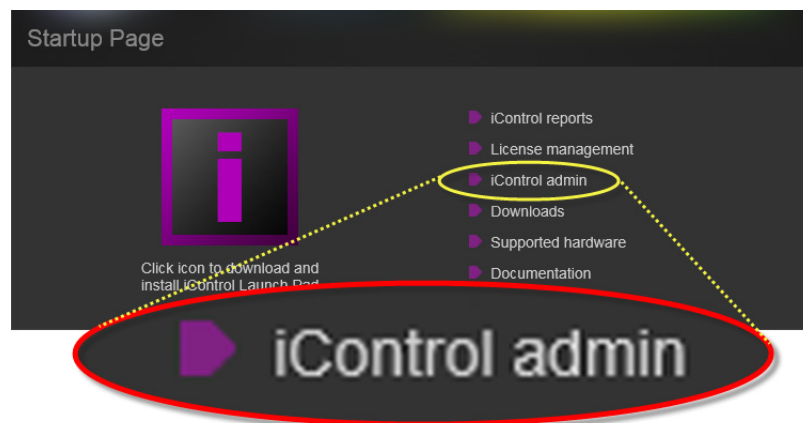 Startup Page
i
Click icon to download and
install iControl Launch Pad
iControl reports
License management
iControl admin
Downloads
Supported hardware
Documentation
iControl admin